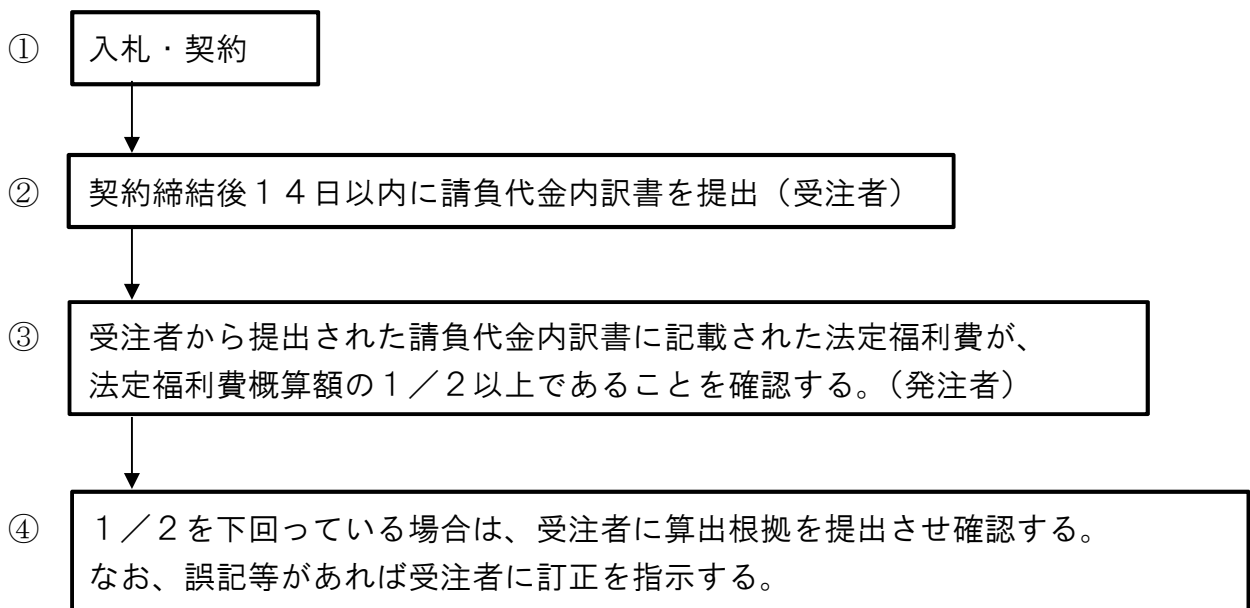 ① 入札・契約
② 契約締結後１４日以内に請負代金内訳書を提出（受注者）
③ 受注者から提出された請負代金内訳書に記載された法定福利費が、
法定福利費概算額の１／２以上であることを確認する。（発注者）
④ １／２を下回っている場合は、受注者に算出根拠を提出させ確認する。
なお、誤記等があれば受注者に訂正を指示する。